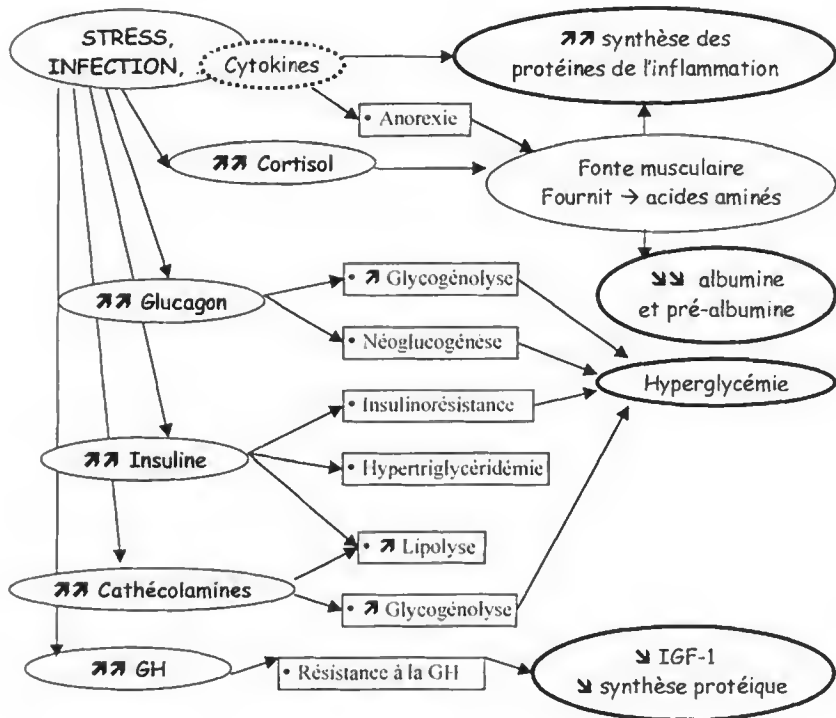 STRESS,
INFECTION,
Cytokines
↗↗ synthèse des
protéines de l'inflammation
• Anorexie
↗↗ Cortisol
Fonte musculaire
Fournit → acides aminés
↗↗ Glucagon
• ↗ Glycogénolyse
↘↘ albumine
et pré-albumine
• Néoglucogénèse
Hyperglycémie
• Insulinorésistance
↗↗ Insuline
• Hypertriglycéridémie
• ↗ Lipolyse
↗↗ Cathécolamines
• ↗ Glycogénolyse
↗↗ GH
• Résistance à la GH
↘ IGF-1
↘ synthèse protéique